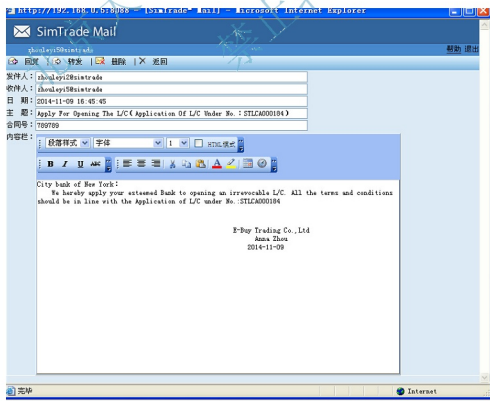 http://192.168.0.6:8088 - [SimTrade Mail] - Microsoft Internet Explorer
SimTrade Mail
zhouleyi5@simtrade
帮助 退出
回复 | 转发 | 删除 | 返回
发件人: zhouleyi2@simtrade
收件人: zhouleyi5@simtrade
日 期: 2014-11-09 16:45:45
主 题: Apply For Opening The L/C(Application Of L/C Under No.:STLCA000184)
合同号: 789789
内容栏:
段落样式 字体 1 HTML模式
B I U ABC A
City bank of New York:
We hereby apply your esteemed Bank to opening an irrevocable L/C. All the terms and conditions
should be in line with the Application of L/C under No.:STLCA000184
E-Buy Trading Co.,Ltd
Anna Zhou
2014-11-09
完毕
Internet